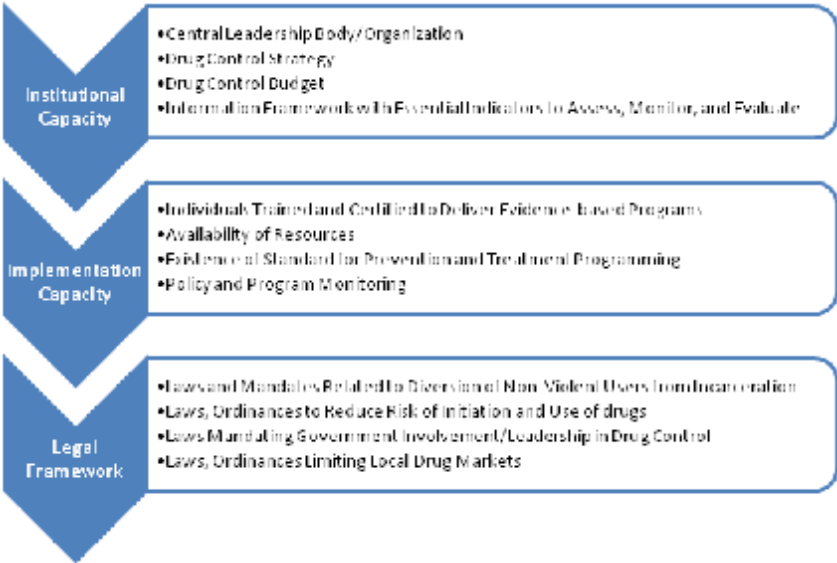 Institutional
Capacity
•Central Leadership Body/Organization
•Drug Control Strategy
•Drug Control Budget
•Information Framework with Essential Indicators to Assess, Monitor, and Evaluate
Implementation
Capacity
•Individuals Trained and Certified to Deliver Evidence-based Programs
•Availability of Resources
•Existence of Standard for Prevention and Treatment Programming
•Policy and Program Monitoring
Legal
Framework
•Laws and Mandates Related to Diversion of Non-Violent Users from Incarceration
•Laws, Ordinances to Reduce Risk of Initiation and Use of drugs
•Laws Mandating Government Involvement/Leadership in Drug Control
•Laws, Ordinances Limiting Local Drug Markets